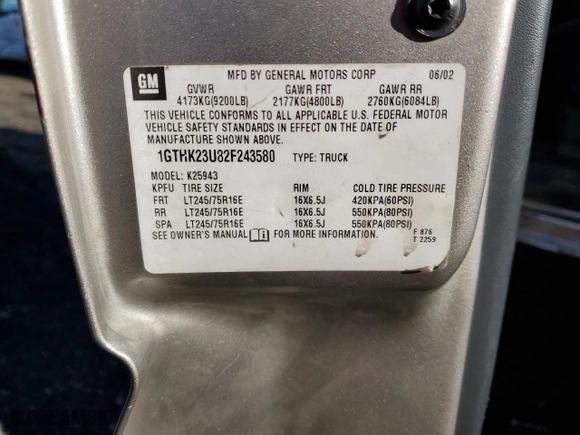 GM
MFD BY GENERAL MOTORS CORP 06/02
GVWR GAWR FRT GAWR RR
4173KG(9200LB) 2177KG(4800LB) 2760KG(6084LB)
THIS VEHICLE CONFORMS TO ALL APPLICABLE U.S. FEDERAL MOTOR
VEHICLE SAFETY STANDARDS IN EFFECT ON THE DATE OF
MANUFACTURE SHOWN ABOVE.
1GTHK23U82F243580 TYPE: TRUCK
MODEL: K25943
KPFU TIRE SIZE RIM COLD TIRE PRESSURE
FRT LT245/75R16E 16X6.5J 420KPA(60PSI)
RR LT245/75R16E 16X6.5J 550KPA(80PSI)
SPA LT245/75R16E 16X6.5J 550KPA(80PSI)
SEE OWNER'S MANUAL FOR MORE INFORMATION
F 876
T 2259